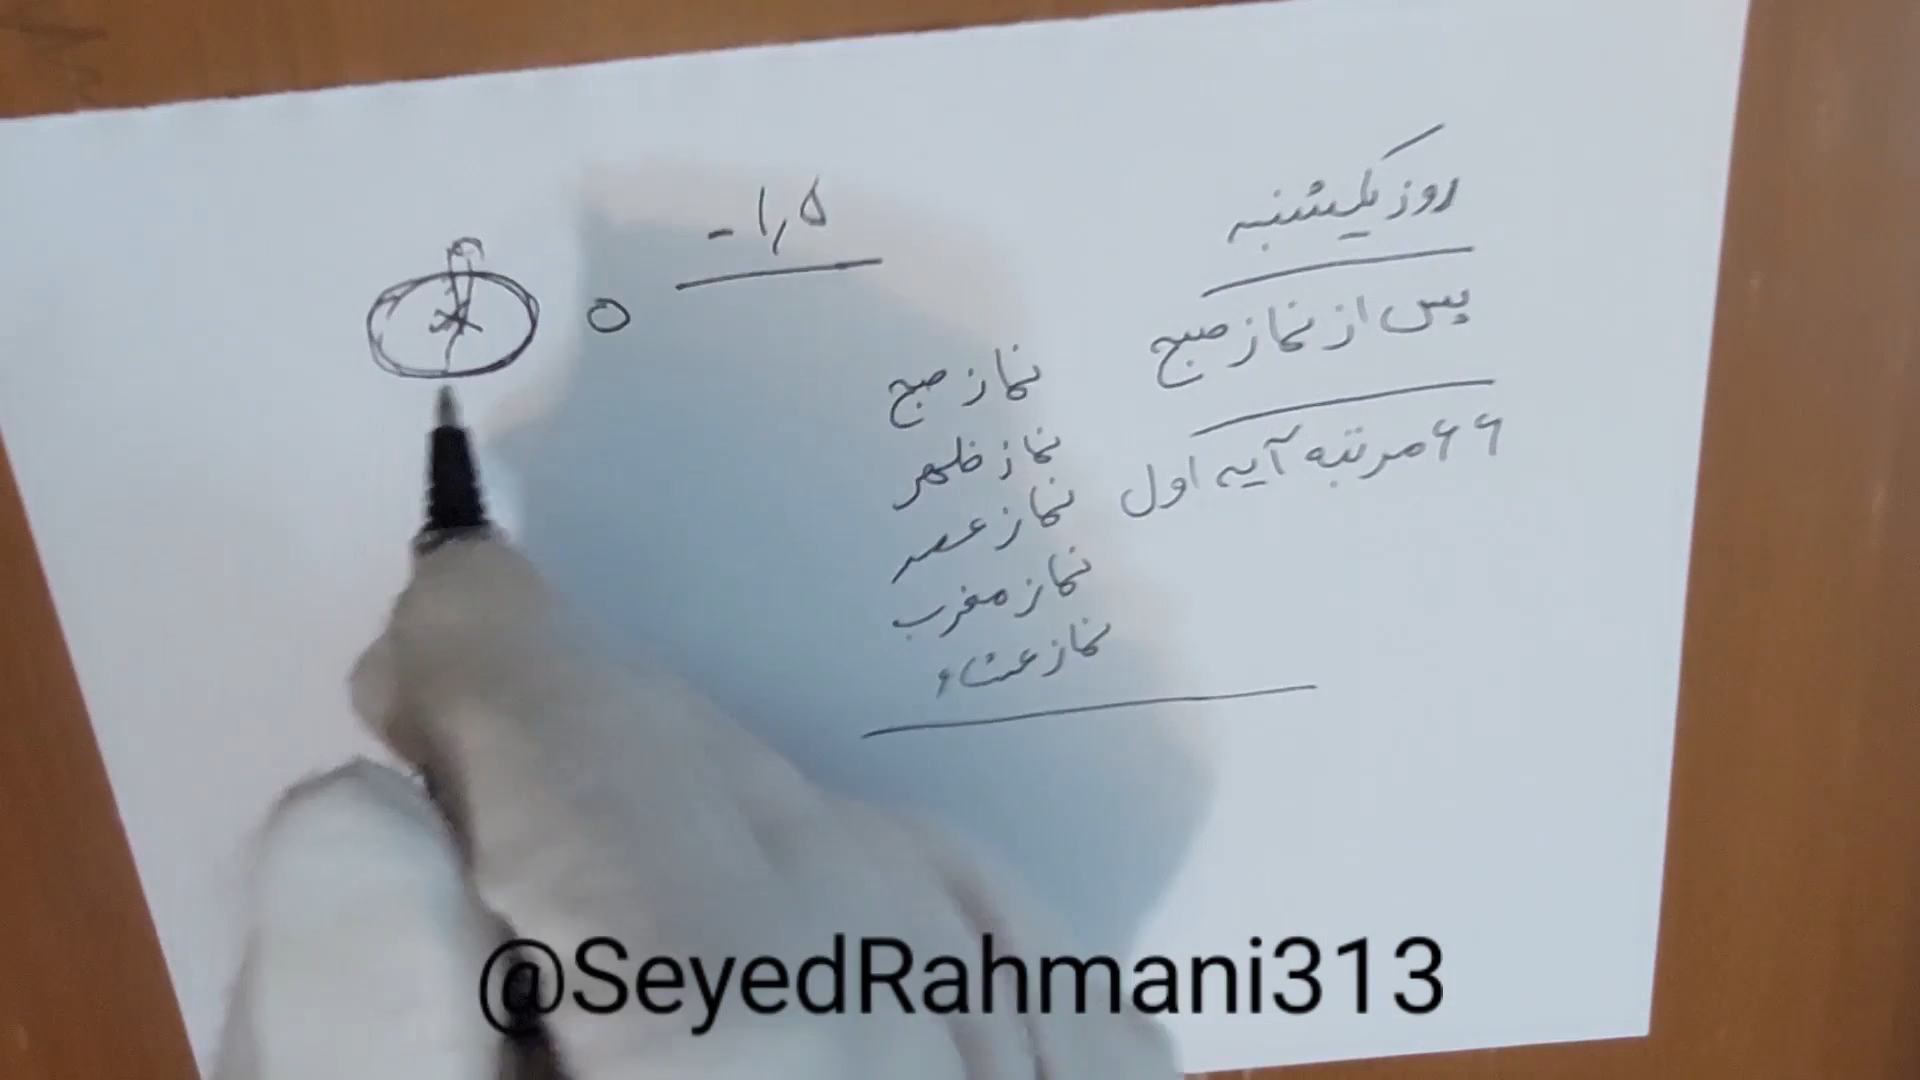 روز یکشنبه
پس از نماز صبح
۶۶ مرتبه آیه اول
- ۱,۵
نماز صبح
نماز ظهر
نماز عصر
نماز مغرب
نماز عشاء
@SeyedRahmani313